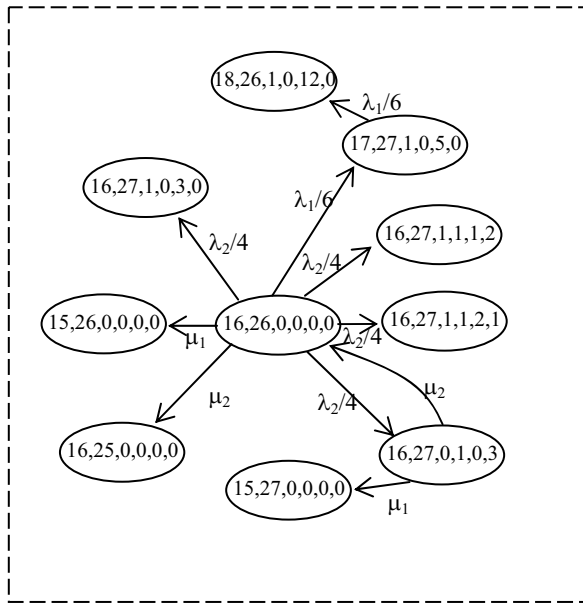 18,26,1,0,12,0
λ₁/6
17,27,1,0,5,0
16,27,1,0,3,0
λ₁/6
16,27,1,1,1,2
λ₂/4
λ₂/4
15,26,0,0,0,0
16,26,0,0,0,0
16,27,1,1,2,1
μ₁
λ₂/4
μ₂
λ₂/4
μ₂
16,25,0,0,0,0
16,27,0,1,0,3
15,27,0,0,0,0
μ₁